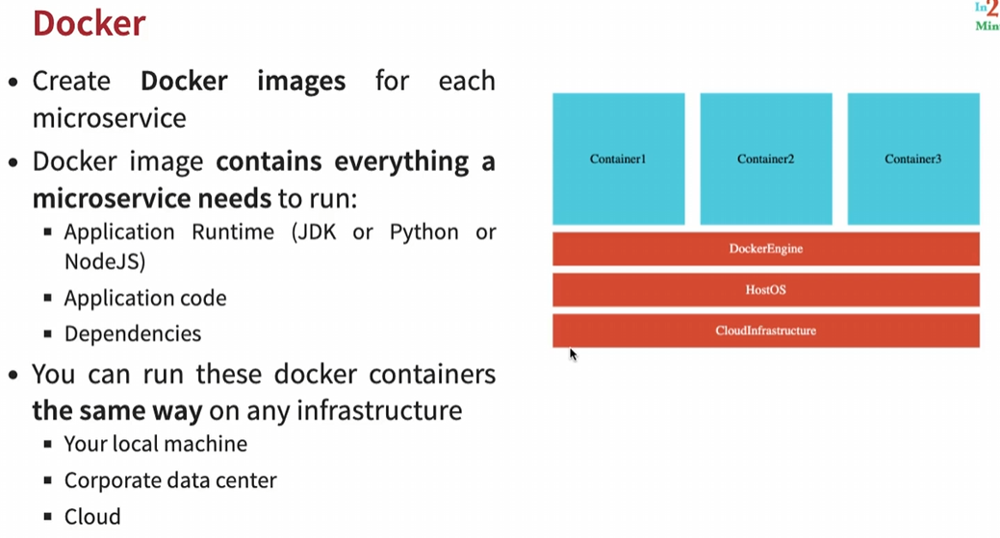 Docker
In2
Min
• Create Docker images for each
microservice
• Docker image contains everything a
microservice needs to run:
▪ Application Runtime (JDK or Python or
NodeJS)
▪ Application code
▪ Dependencies
• You can run these docker containers
the same way on any infrastructure
▪ Your local machine
▪ Corporate data center
▪ Cloud
Container1
Container2
Container3
DockerEngine
HostOS
CloudInfrastructure